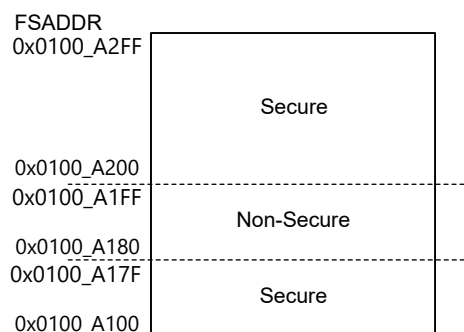 FSADDR
0x0100_A2FF
Secure
0x0100_A200
0x0100_A1FF
Non-Secure
0x0100_A180
0x0100_A17F
Secure
0x0100_A100